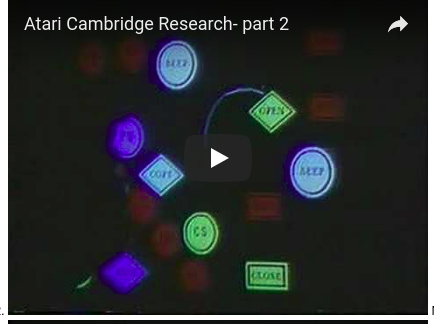 Atari Cambridge Research- part 2
BEEP
OPEN
COPY
BEEP
CS
CLOSE